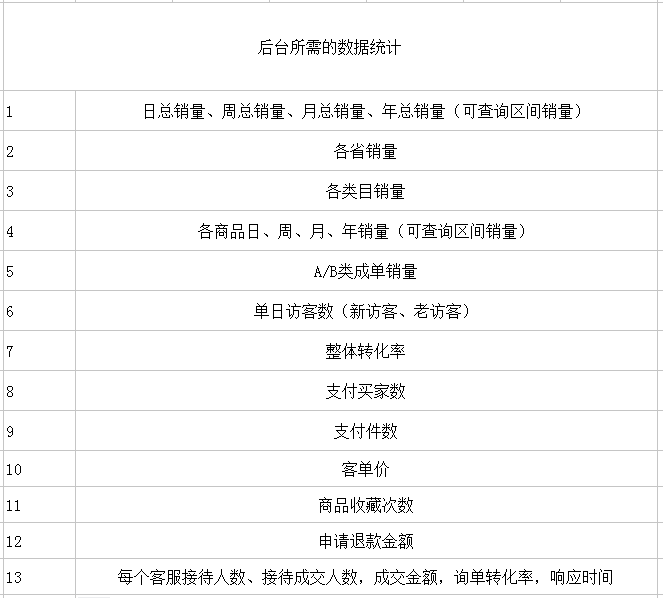 后台所需的数据统计
1 日总销量、周总销量、月总销量、年总销量（可查询区间销量）
2 各省销量
3 各类目销量
4 各商品日、周、月、年销量（可查询区间销量）
5 A/B类成单销量
6 单日访客数（新访客、老访客）
7 整体转化率
8 支付买家数
9 支付件数
10 客单价
11 商品收藏次数
12 申请退款金额
13 每个客服接待人数、接待成交人数，成交金额，询单转化率，响应时间